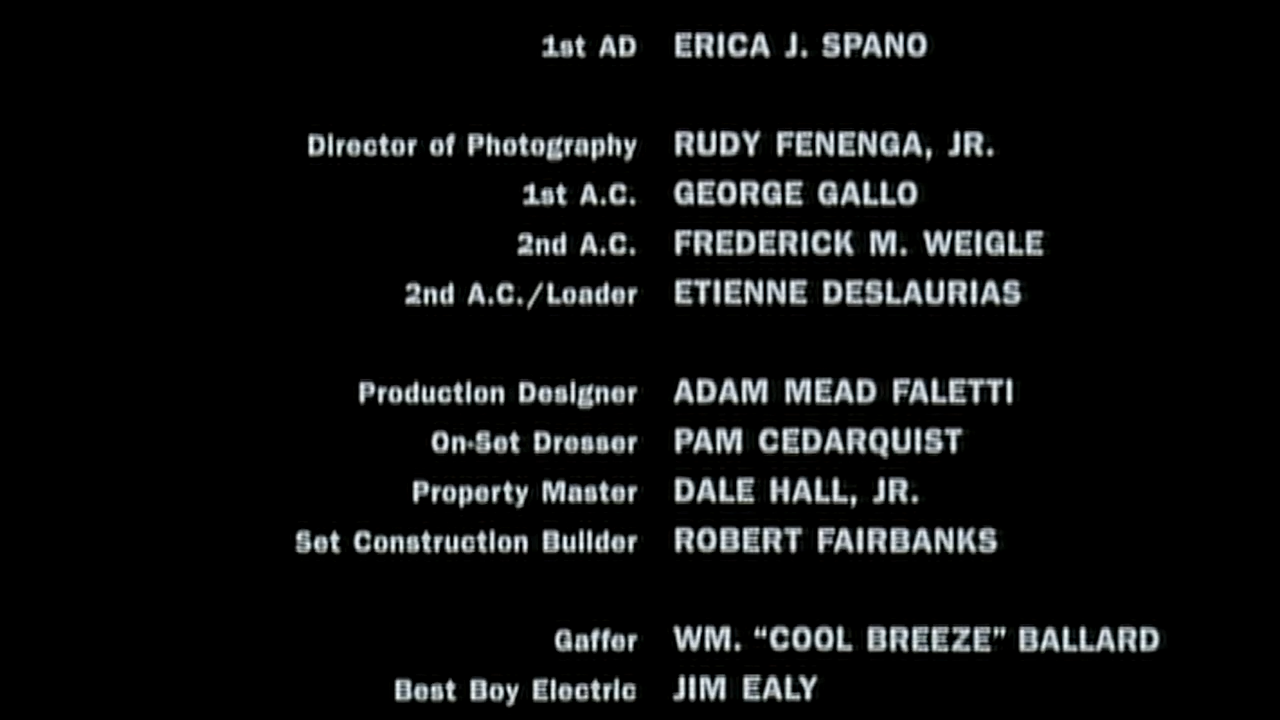 1st AD ERICA J. SPANO
Director of Photography RUDY FENENGA, JR.
1st A.C. GEORGE GALLO
2nd A.C. FREDERICK M. WEIGLE
2nd A.C./Loader ETIENNE DESLAURIAS
Production Designer ADAM MEAD FALETTI
On-Set Dresser PAM CEDARQUIST
Property Master DALE HALL, JR.
Set Construction Builder ROBERT FAIRBANKS
Gaffer WM. “COOL BREEZE” BALLARD
Best Boy Electric JIM EALY